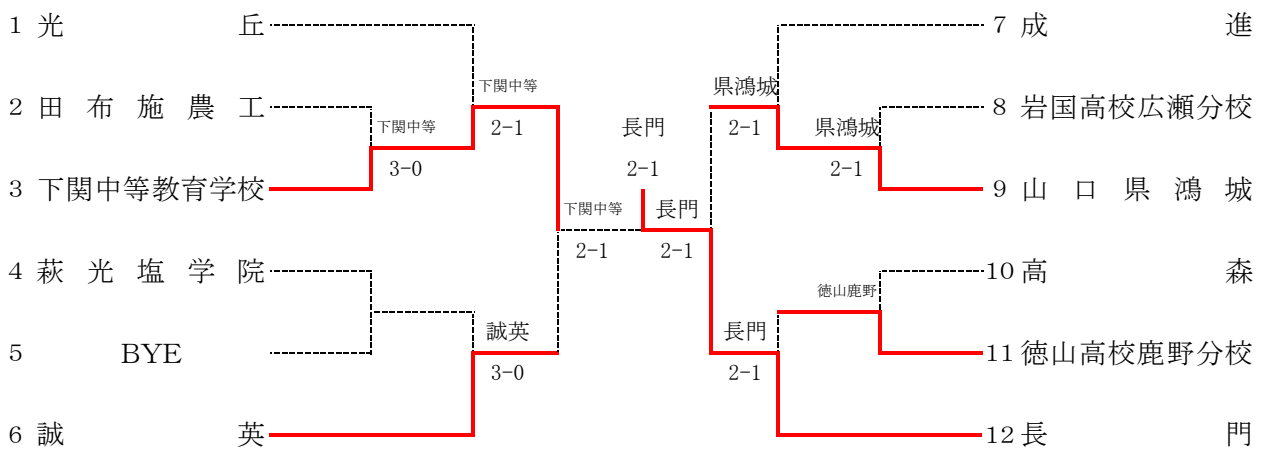 1 光 丘
7 成 進
下関中等
県鴻城
2 田 布 施 農 工
8 岩国高校広瀬分校
下関中等
2-1
長門
2-1
県鴻城
3-0
2-1
2-1
3 下関中等教育学校
9 山 口 県 鴻 城
下関中等
長門
2-1
2-1
4 萩 光 塩 学 院
10 高 森
徳山鹿野
誠英
長門
5 BYE
11 徳山高校鹿野分校
3-0
2-1
6 誠 英
12 長 門